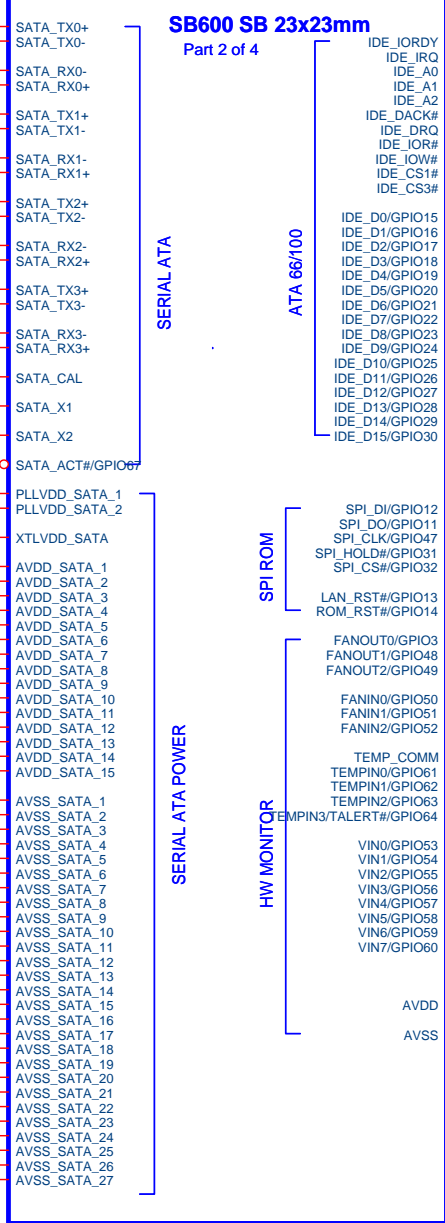 SB600 SB 23x23mm
Part 2 of 4
SATA_TX0+
SATA_TX0-
SATA_RX0-
SATA_RX0+
SATA_TX1+
SATA_TX1-
SATA_RX1-
SATA_RX1+
SATA_TX2+
SATA_TX2-
SATA_RX2-
SATA_RX2+
SATA_TX3+
SATA_TX3-
SATA_RX3-
SATA_RX3+
SATA_CAL
SATA_X1
SATA_X2
SATA_ACT#/GPIO67
SERIAL ATA
PLLVDD_SATA_1
PLLVDD_SATA_2
XTLVDD_SATA
AVDD_SATA_1
AVDD_SATA_2
AVDD_SATA_3
AVDD_SATA_4
AVDD_SATA_5
AVDD_SATA_6
AVDD_SATA_7
AVDD_SATA_8
AVDD_SATA_9
AVDD_SATA_10
AVDD_SATA_11
AVDD_SATA_12
AVDD_SATA_13
AVDD_SATA_14
AVDD_SATA_15
AVSS_SATA_1
AVSS_SATA_2
AVSS_SATA_3
AVSS_SATA_4
AVSS_SATA_5
AVSS_SATA_6
AVSS_SATA_7
AVSS_SATA_8
AVSS_SATA_9
AVSS_SATA_10
AVSS_SATA_11
AVSS_SATA_12
AVSS_SATA_13
AVSS_SATA_14
AVSS_SATA_15
AVSS_SATA_16
AVSS_SATA_17
AVSS_SATA_18
AVSS_SATA_19
AVSS_SATA_20
AVSS_SATA_21
AVSS_SATA_22
AVSS_SATA_23
AVSS_SATA_24
AVSS_SATA_25
AVSS_SATA_26
AVSS_SATA_27
SERIAL ATA POWER
ATA 66/100
IDE_IORDY
IDE_IRQ
IDE_A0
IDE_A1
IDE_A2
IDE_DACK#
IDE_DRQ
IDE_IOR#
IDE_IOW#
IDE_CS1#
IDE_CS3#
IDE_D0/GPIO15
IDE_D1/GPIO16
IDE_D2/GPIO17
IDE_D3/GPIO18
IDE_D4/GPIO19
IDE_D5/GPIO20
IDE_D6/GPIO21
IDE_D7/GPIO22
IDE_D8/GPIO23
IDE_D9/GPIO24
IDE_D10/GPIO25
IDE_D11/GPIO26
IDE_D12/GPIO27
IDE_D13/GPIO28
IDE_D14/GPIO29
IDE_D15/GPIO30
SPI ROM
SPI_DI/GPIO12
SPI_DO/GPIO11
SPI_CLK/GPIO47
SPI_HOLD#/GPIO31
SPI_CS#/GPIO32
LAN_RST#/GPIO13
ROM_RST#/GPIO14
HW MONITOR
FANOUT0/GPIO3
FANOUT1/GPIO48
FANOUT2/GPIO49
FANIN0/GPIO50
FANIN1/GPIO51
FANIN2/GPIO52
TEMP_COMM
TEMPIN0/GPIO61
TEMPIN1/GPIO62
TEMPIN2/GPIO63
TEMPIN3/TALERT#/GPIO64
VIN0/GPIO53
VIN1/GPIO54
VIN2/GPIO55
VIN3/GPIO56
VIN4/GPIO57
VIN5/GPIO58
VIN6/GPIO59
VIN7/GPIO60
AVDD
AVSS